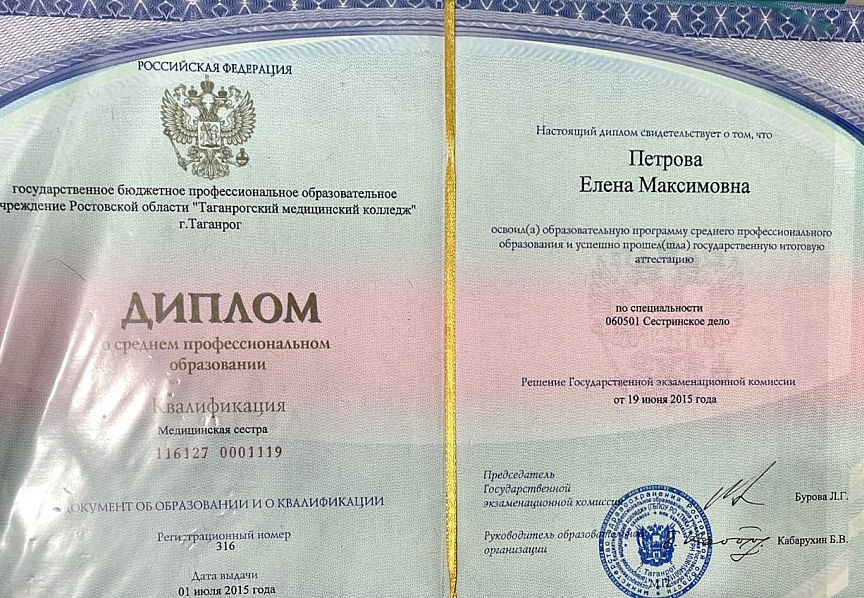 РОССИЙСКАЯ ФЕДЕРАЦИЯ
государственное бюджетное профессиональное образовательное
чреждение Ростовской области "Таганрогский медицинский колледж"
г.Таганрог
ДИПЛОМ
о среднем профессиональном
образовании
Квалификация
Медицинская сестра
116127 0001119
ДОКУМЕНТ ОБ ОБРАЗОВАНИИ И О КВАЛИФИКАЦИИ
Регистрационный номер
316
Дата выдачи
01 июля 2015 года
Настоящий диплом свидетельствует о том, что
Петрова
Елена Максимовна
освоил(а) образовательную программу среднего профессионального
образования и успешно прошел(шла) государственную итоговую
аттестацию
по специальности
060501 Сестринское дело
Решение Государственной экзаменационной комиссии
от 19 июня 2015 года
Председатель
Государственной
экзаменационной комиссии
Бурова Л.Г.
Руководитель образовательной
организации
Кабарухин Б.В.
Таганрог